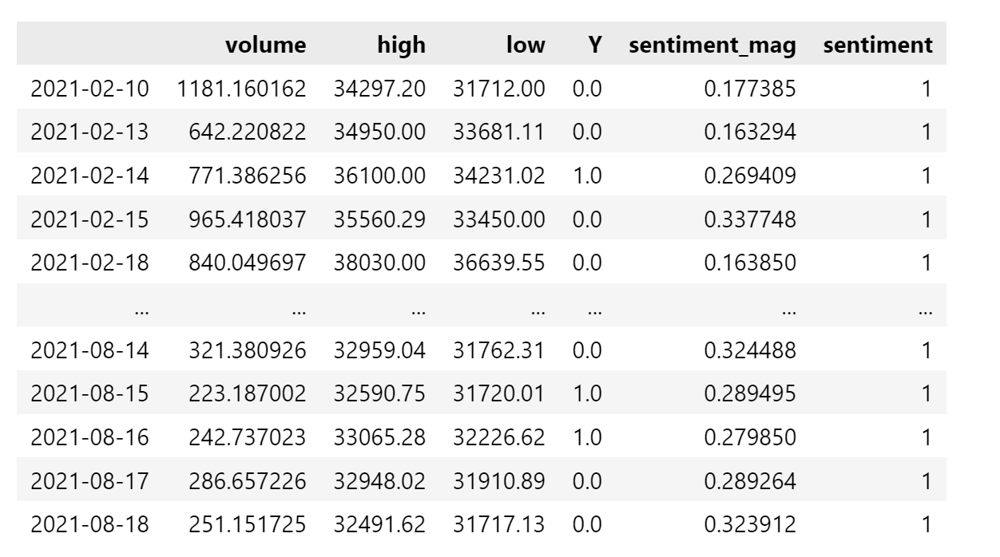 volume high low Y sentiment_mag sentiment
2021-02-10 1181.160162 34297.20 31712.00 0.0 0.177385 1
2021-02-13 642.220822 34950.00 33681.11 0.0 0.163294 1
2021-02-14 771.386256 36100.00 34231.02 1.0 0.269409 1
2021-02-15 965.418037 35560.29 33450.00 0.0 0.337748 1
2021-02-18 840.049697 38030.00 36639.55 0.0 0.163850 1
... ... ... ... ... ... ...
2021-08-14 321.380926 32959.04 31762.31 0.0 0.324488 1
2021-08-15 223.187002 32590.75 31720.01 1.0 0.289495 1
2021-08-16 242.737023 33065.28 32226.62 1.0 0.279850 1
2021-08-17 286.657226 32948.02 31910.89 0.0 0.289264 1
2021-08-18 251.151725 32491.62 31717.13 0.0 0.323912 1